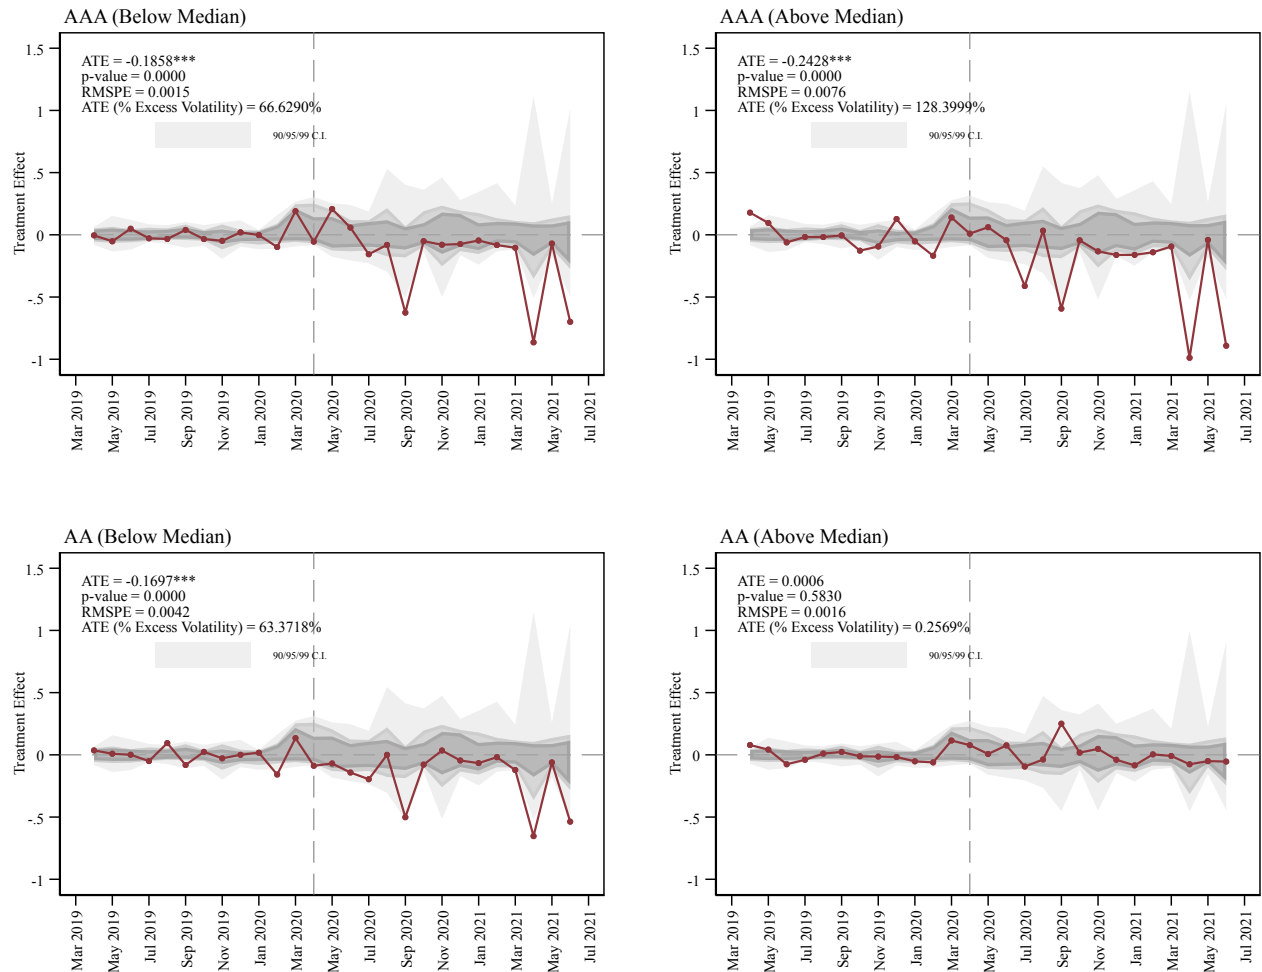 AAA (Below Median)
1.5
1
.5
0
-.5
-1
Treatment Effect
ATE = -0.1858***
p-value = 0.0000
RMSPE = 0.0015
ATE (% Excess Volatility) = 66.6290%
90/95/99 C.I.
Mar 2019
May 2019
Jul 2019
Sep 2019
Nov 2019
Jan 2020
Mar 2020
May 2020
Jul 2020
Sep 2020
Nov 2020
Jan 2021
Mar 2021
May 2021
Jul 2021
AAA (Above Median)
1.5
1
.5
0
-.5
-1
Treatment Effect
ATE = -0.2428***
p-value = 0.0000
RMSPE = 0.0076
ATE (% Excess Volatility) = 128.3999%
90/95/99 C.I.
Mar 2019
May 2019
Jul 2019
Sep 2019
Nov 2019
Jan 2020
Mar 2020
May 2020
Jul 2020
Sep 2020
Nov 2020
Jan 2021
Mar 2021
May 2021
Jul 2021
AA (Below Median)
1.5
1
.5
0
-.5
-1
Treatment Effect
ATE = -0.1697***
p-value = 0.0000
RMSPE = 0.0042
ATE (% Excess Volatility) = 63.3718%
90/95/99 C.I.
Mar 2019
May 2019
Jul 2019
Sep 2019
Nov 2019
Jan 2020
Mar 2020
May 2020
Jul 2020
Sep 2020
Nov 2020
Jan 2021
Mar 2021
May 2021
Jul 2021
AA (Above Median)
1.5
1
.5
0
-.5
-1
Treatment Effect
ATE = 0.0006
p-value = 0.5830
RMSPE = 0.0016
ATE (% Excess Volatility) = 0.2569%
90/95/99 C.I.
Mar 2019
May 2019
Jul 2019
Sep 2019
Nov 2019
Jan 2020
Mar 2020
May 2020
Jul 2020
Sep 2020
Nov 2020
Jan 2021
Mar 2021
May 2021
Jul 2021